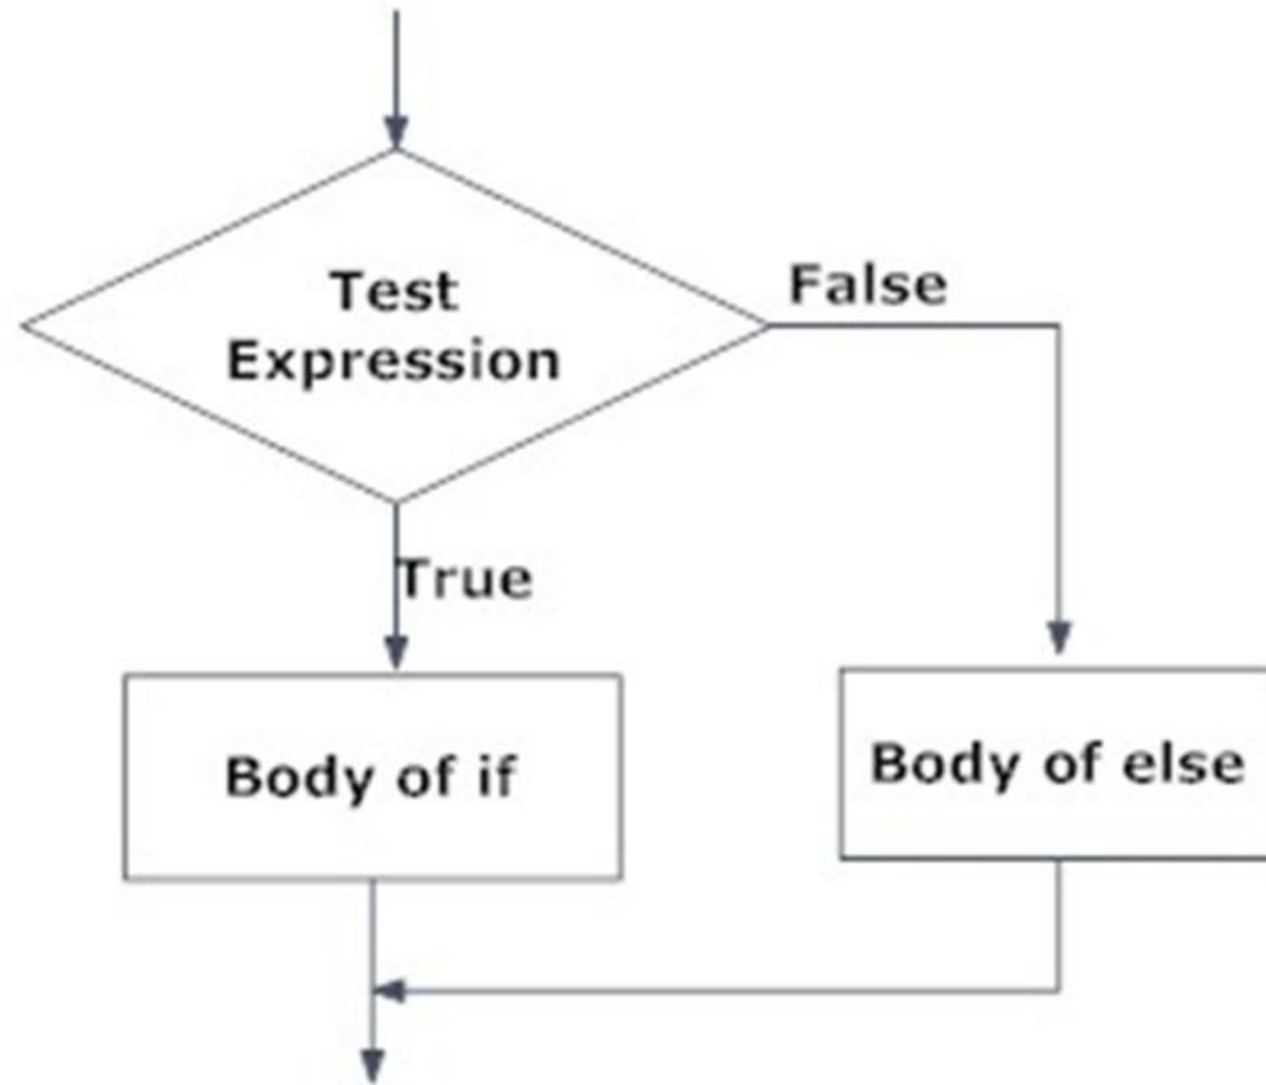 Test
Expression
False
True
Body of if
Body of else